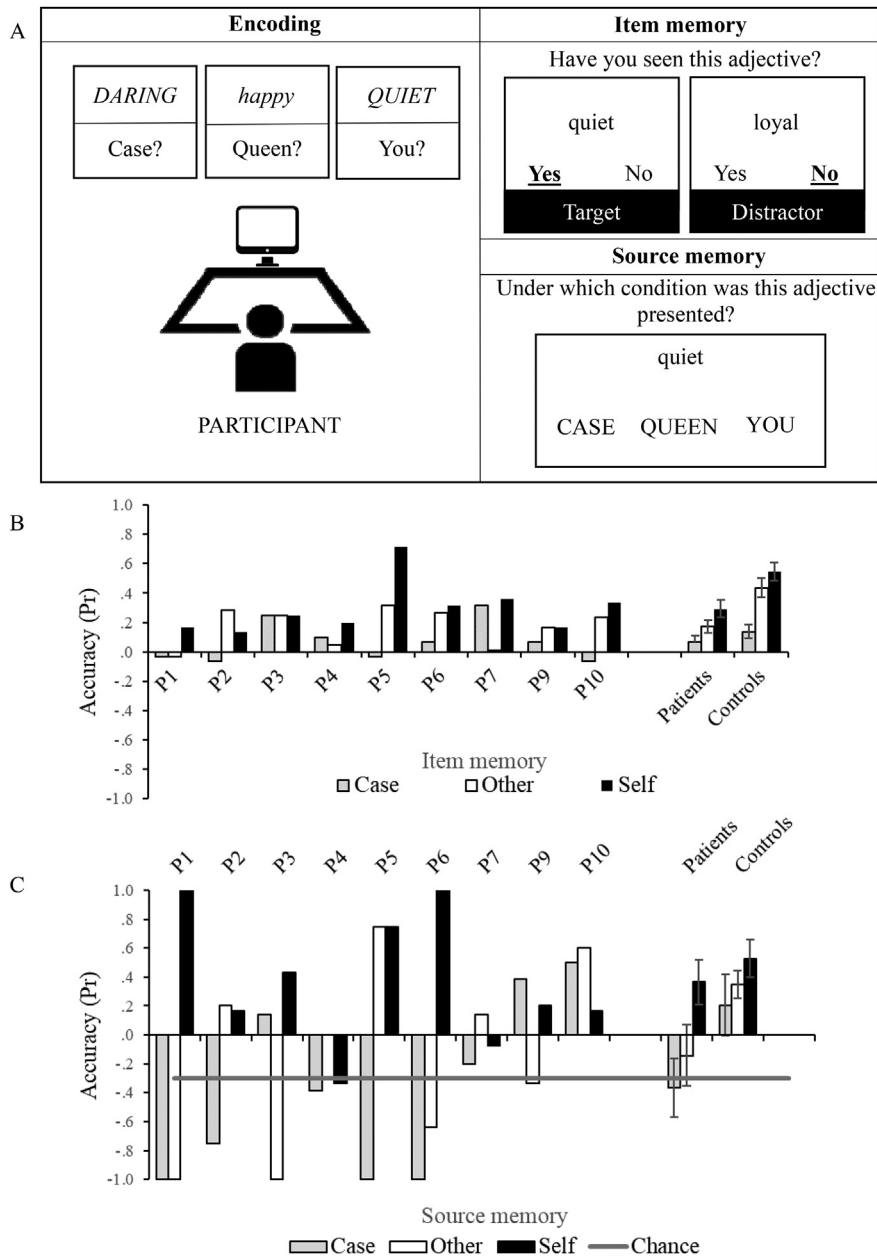 A
Encoding
DARING
happy
QUIET
Case?
Queen?
You?
PARTICIPANT
Item memory
Have you seen this adjective?
quiet
Yes No
Target
loyal
Yes No
Distractor
Source memory
Under which condition was this adjective
presented?
quiet
CASE QUEEN YOU
B
Accuracy (Pr)
1.0
.8
.6
.4
.2
.0
-.2
-.4
-.6
-.8
-1.0
P1 P2 P3 P4 P5 P6 P7 P9 P10 Patients Controls
Item memory
Case Other Self
C
P1 P2 P3 P4 P5 P6 P7 P9 P10 Patients Controls
Accuracy (Pr)
1.0
.8
.6
.4
.2
.0
-.2
-.4
-.6
-.8
-1.0
Source memory
Case Other Self Chance